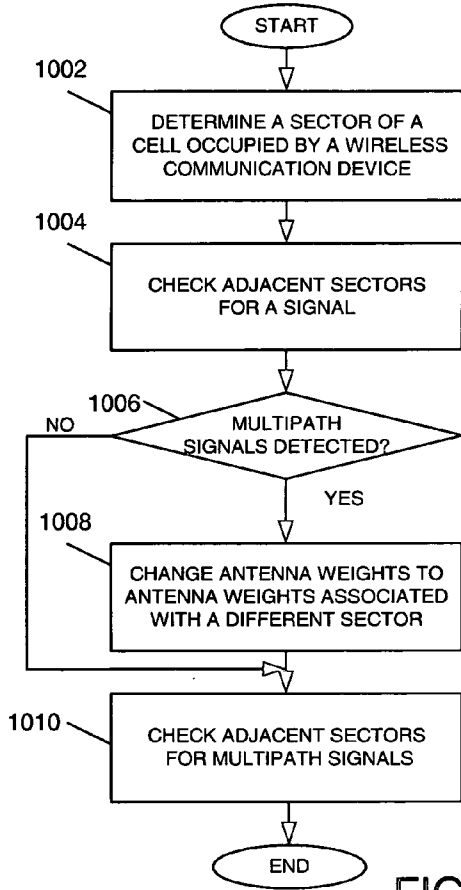 START
1002
DETERMINE A SECTOR OF A
CELL OCCUPIED BY A WIRELESS
COMMUNICATION DEVICE
1004
CHECK ADJACENT SECTORS
FOR A SIGNAL
1006
NO
MULTIPATH
SIGNALS DETECTED?
YES
1008
CHANGE ANTENNA WEIGHTS TO
ANTENNA WEIGHTS ASSOCIATED
WITH A DIFFERENT SECTOR
1010
CHECK ADJACENT SECTORS
FOR MULTIPATH SIGNALS
END